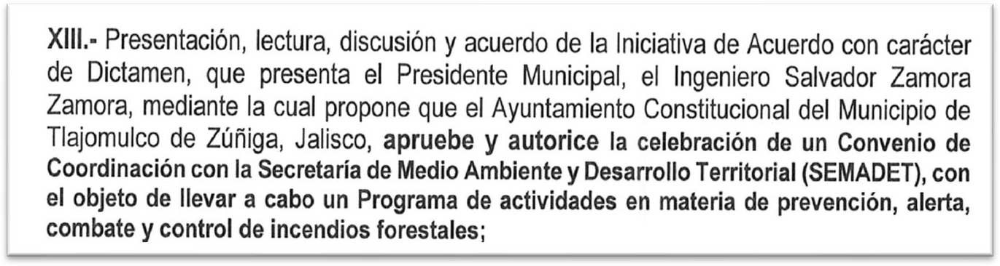 XIII.- Presentación, lectura, discusión y acuerdo de la Iniciativa de Acuerdo con carácter
de Dictamen, que presenta el Presidente Municipal, el Ingeniero Salvador Zamora
Zamora, mediante la cual propone que el Ayuntamiento Constitucional del Municipio de
Tlajomulco de Zúñiga, Jalisco, apruebe y autorice la celebración de un Convenio de
Coordinación con la Secretaría de Medio Ambiente y Desarrollo Territorial (SEMADET), con
el objeto de llevar a cabo un Programa de actividades en materia de prevención, alerta,
combate y control de incendios forestales;